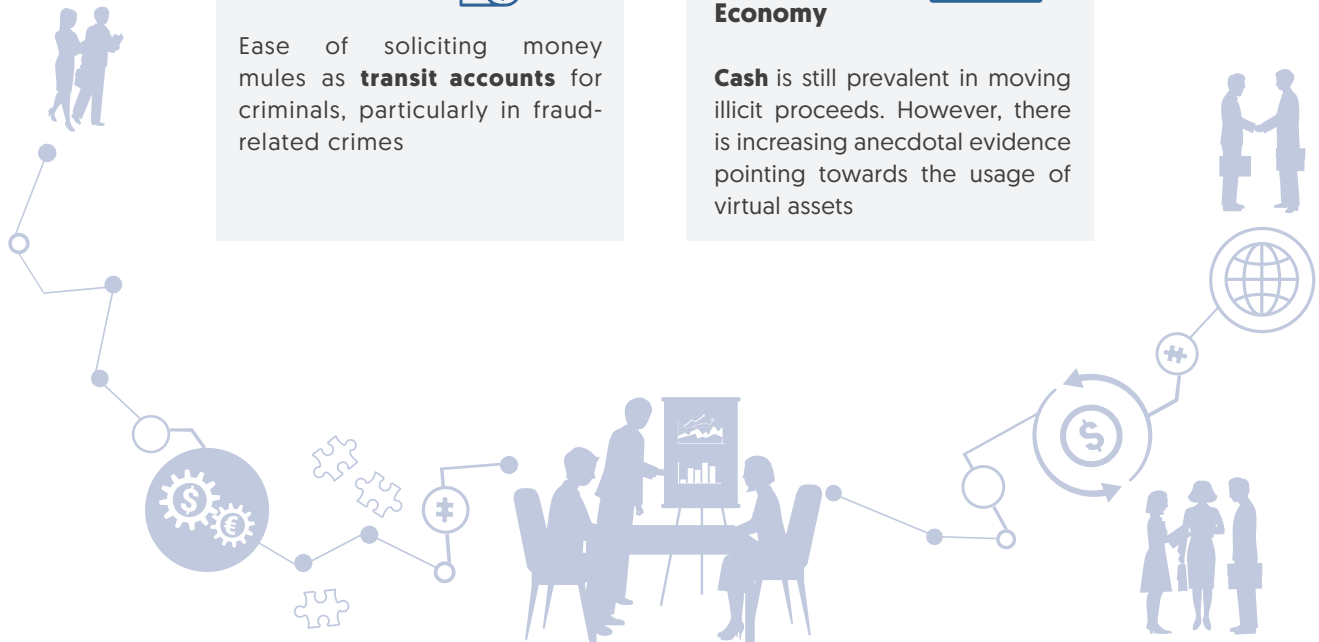 Ease of soliciting money
mules as transit accounts for
criminals, particularly in fraud-
related crimes
Economy
Cash is still prevalent in moving
illicit proceeds. However, there
is increasing anecdotal evidence
pointing towards the usage of
virtual assets
$
€
$